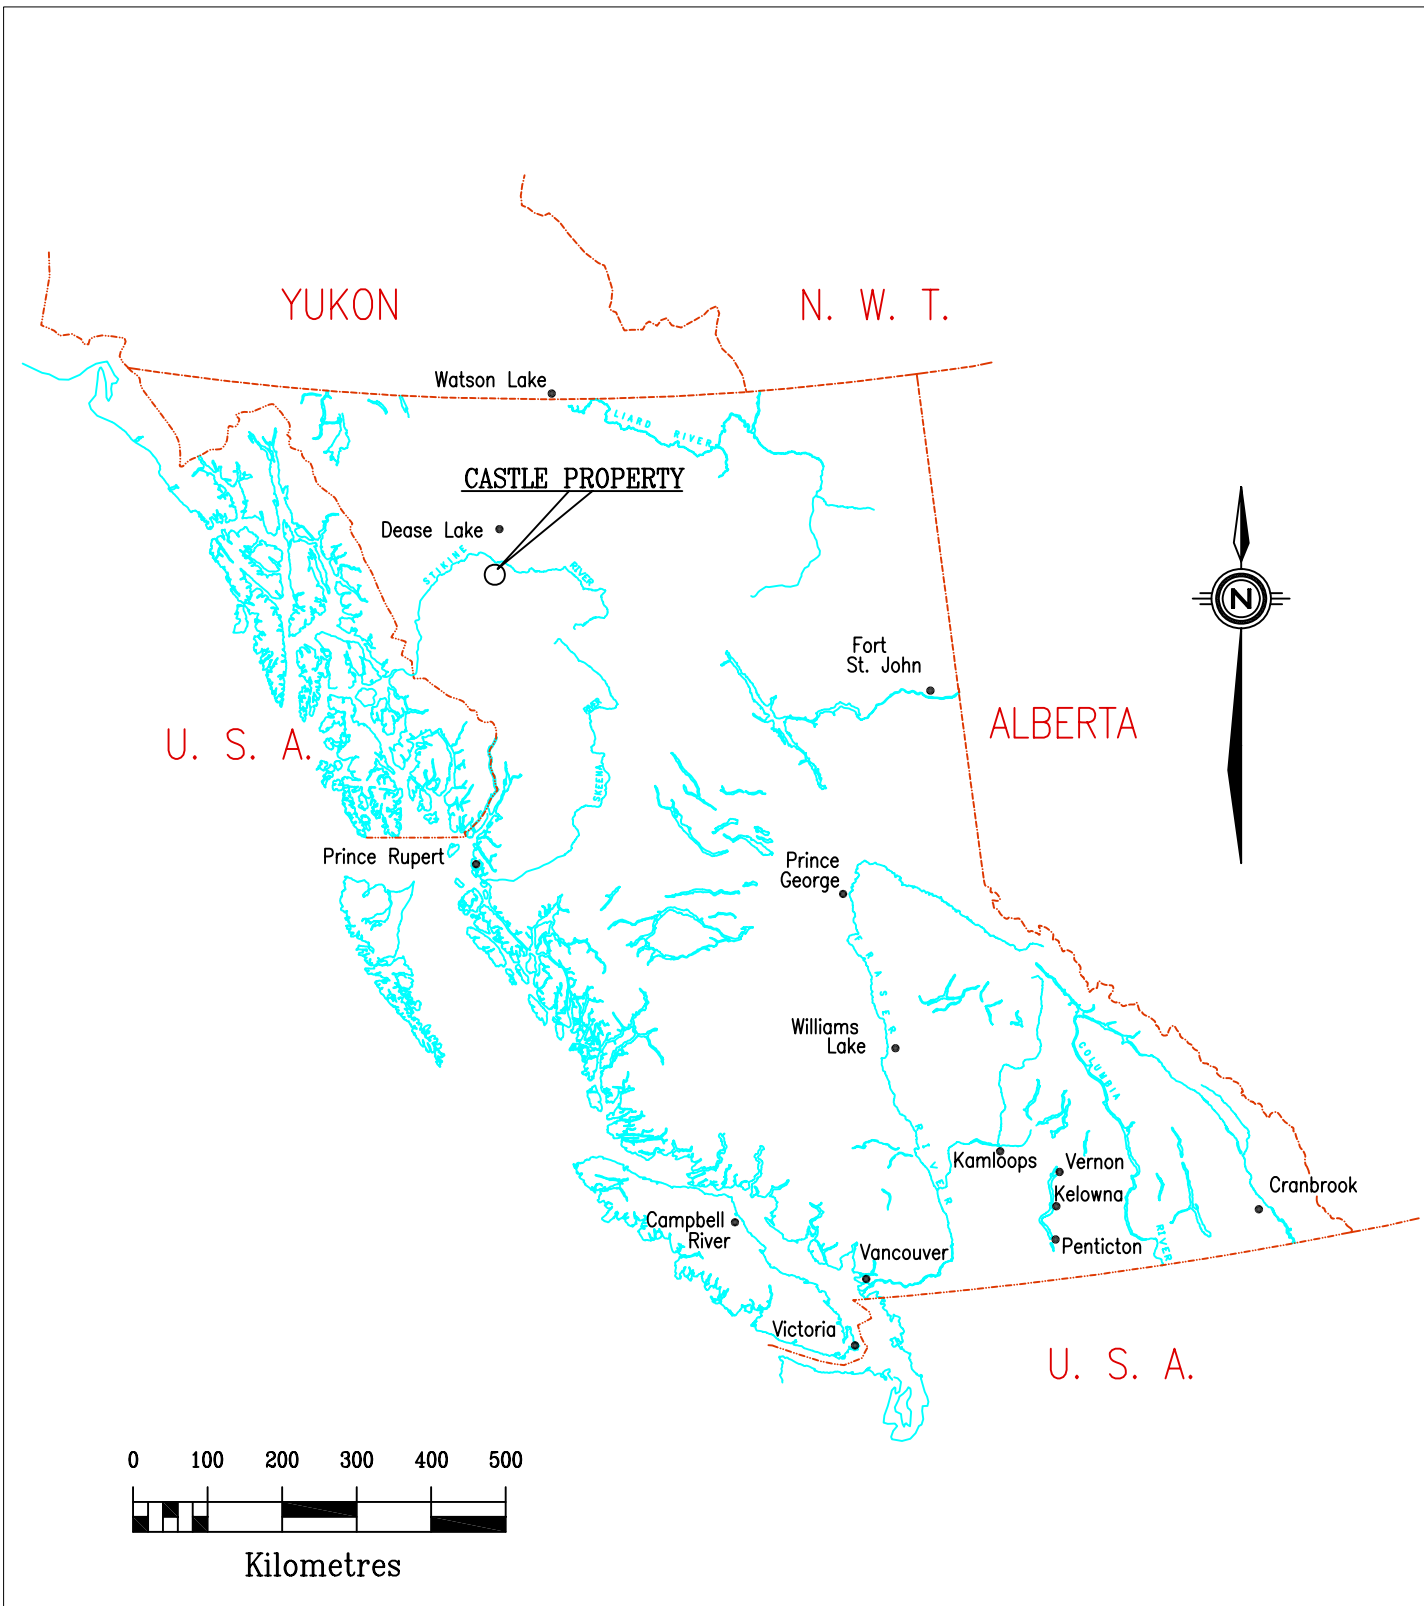 YUKON
N. W. T.
Watson Lake
LIARD RIVER
CASTLE PROPERTY
Dease Lake
STIKINE
RIVER
N
Fort
St. John
RIVER
ALBERTA
U. S. A.
SKEENA
Prince Rupert
Prince
George
FRASER
Williams
Lake
COLUMBIA
RIVER
Kamloops
Vernon
Cranbrook
Kelowna
Campbell
River
RIVER
Penticton
Vancouver
Victoria
U. S. A.
0 100 200 300 400 500
Kilometres